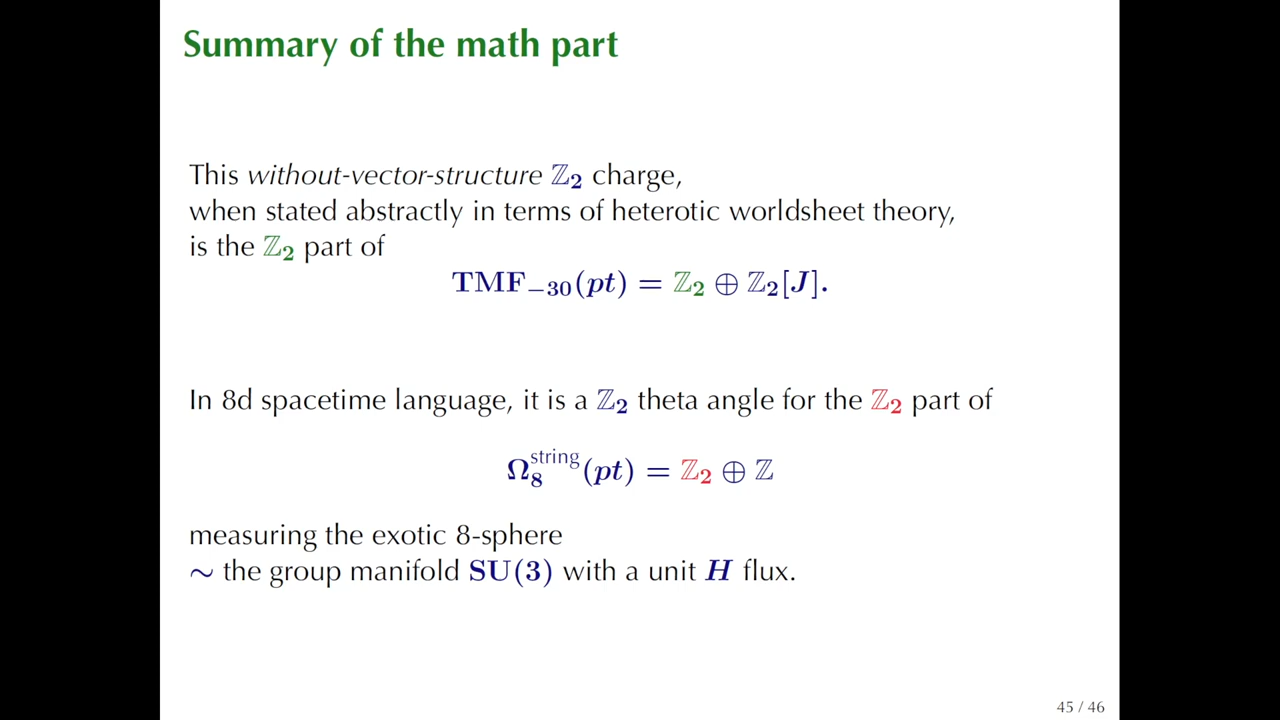 Summary of the math part
This without-vector-structure ℤ₂ charge,
when stated abstractly in terms of heterotic worldsheet theory,
is the ℤ₂ part of
TMF₋₃₀(pt) = ℤ₂ ⊕ ℤ₂[J].
In 8d spacetime language, it is a ℤ₂ theta angle for the ℤ₂ part of
Ω₈^string(pt) = ℤ₂ ⊕ ℤ
measuring the exotic 8-sphere
∼ the group manifold SU(3) with a unit H flux.
45 / 46